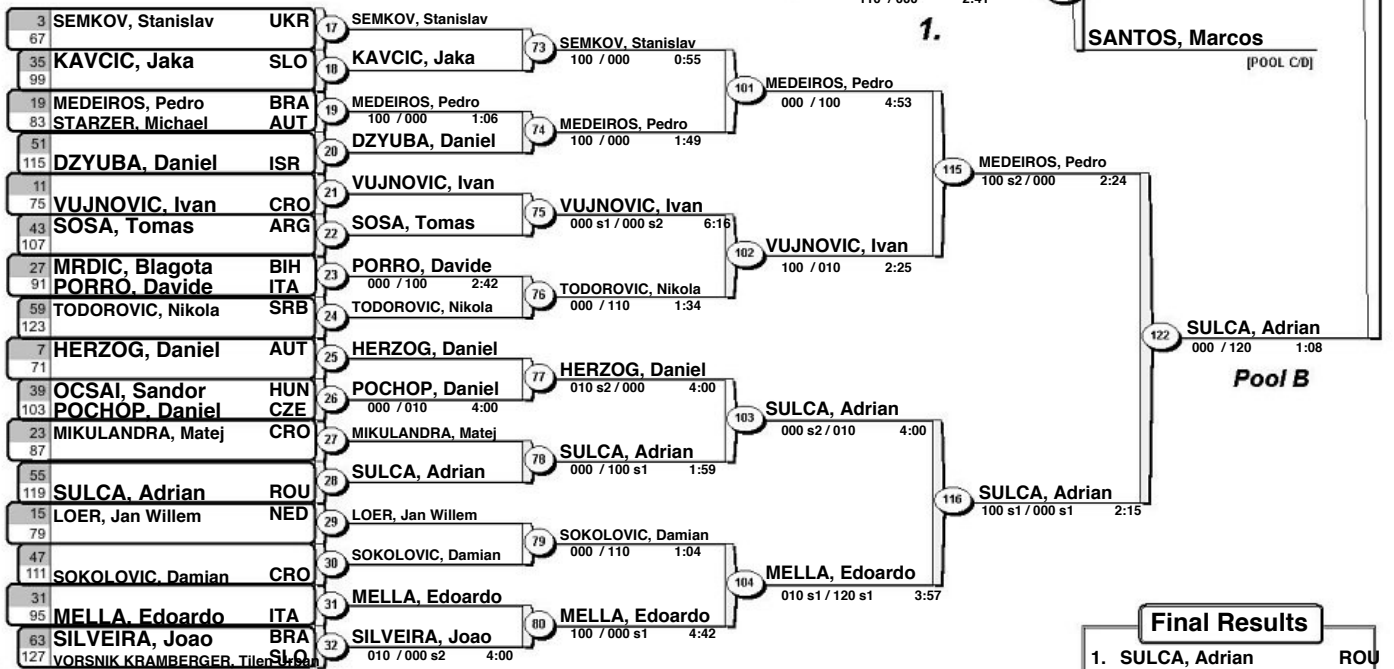 110 / 000 2:41
1.
SANTOS, Marcos
[POOL C/D]
3 SEMKOV, Stanislav UKR
67
35 KAVCIC, Jaka SLO
99
19 MEDEIROS, Pedro BRA
83 STARZER, Michael AUT
51
115 DZYUBA, Daniel ISR
11
75 VUJNOVIC, Ivan CRO
43 SOSA, Tomas ARG
107
27 MRDIC, Blagota BIH
91 PORRO, Davide ITA
59 TODOROVIC, Nikola SRB
123
7 HERZOG, Daniel AUT
71
39 OCSAI, Sandor HUN
103 POCHOP, Daniel CZE
23 MIKULANDRA, Matej CRO
87
55
119 SULCA, Adrian ROU
15 LOER, Jan Willem NED
79
47
111 SOKOLOVIC, Damian CRO
31
95 MELLA, Edoardo ITA
63 SILVEIRA, Joao BRA
127 VORSNIK KRAMBERGER, Tilen Urban SLO
17 SEMKOV, Stanislav
18 KAVCIC, Jaka
19 MEDEIROS, Pedro
100 / 000 1:06
20 DZYUBA, Daniel
21 VUJNOVIC, Ivan
22 SOSA, Tomas
23 PORRO, Davide
000 / 100 2:42
24 TODOROVIC, Nikola
25 HERZOG, Daniel
26 POCHOP, Daniel
000 / 010 4:00
27 MIKULANDRA, Matej
28 SULCA, Adrian
29 LOER, Jan Willem
30 SOKOLOVIC, Damian
31 MELLA, Edoardo
32 SILVEIRA, Joao
010 / 000 s2 4:00
73 SEMKOV, Stanislav
100 / 000 0:55
74 MEDEIROS, Pedro
100 / 000 1:49
75 VUJNOVIC, Ivan
000 s1 / 000 s2 6:16
76 TODOROVIC, Nikola
000 / 110 1:34
77 HERZOG, Daniel
010 s2 / 000 4:00
78 SULCA, Adrian
000 / 100 s1 1:59
79 SOKOLOVIC, Damian
000 / 110 1:04
80 MELLA, Edoardo
100 / 000 s1 4:42
101 MEDEIROS, Pedro
000 / 100 4:53
102 VUJNOVIC, Ivan
100 / 010 2:25
103 SULCA, Adrian
000 s2 / 010 4:00
104 MELLA, Edoardo
010 s1 / 120 s1 3:57
115 MEDEIROS, Pedro
100 s2 / 000 2:24
116 SULCA, Adrian
100 s1 / 000 s1 2:15
122 SULCA, Adrian
000 / 120 1:08
Pool B
Final Results
1. SULCA, Adrian ROU